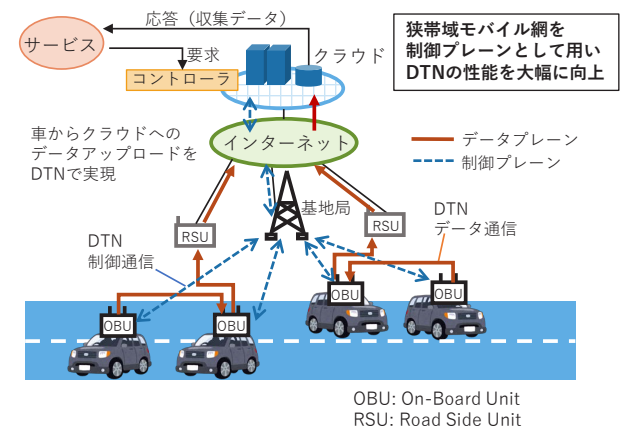 応答（収集データ）
サービス
要求
クラウド
コントローラ
狭帯域モバイル網を
制御プレーンとして用い
DTNの性能を大幅に向上
車からクラウドへの
データアップロードを
DTNで実現
インターネット
データプレーン
制御プレーン
基地局
RSU
RSU
DTN
データ通信
DTN
制御通信
OBU
OBU
OBU
OBU
OBU: On-Board Unit
RSU: Road Side Unit